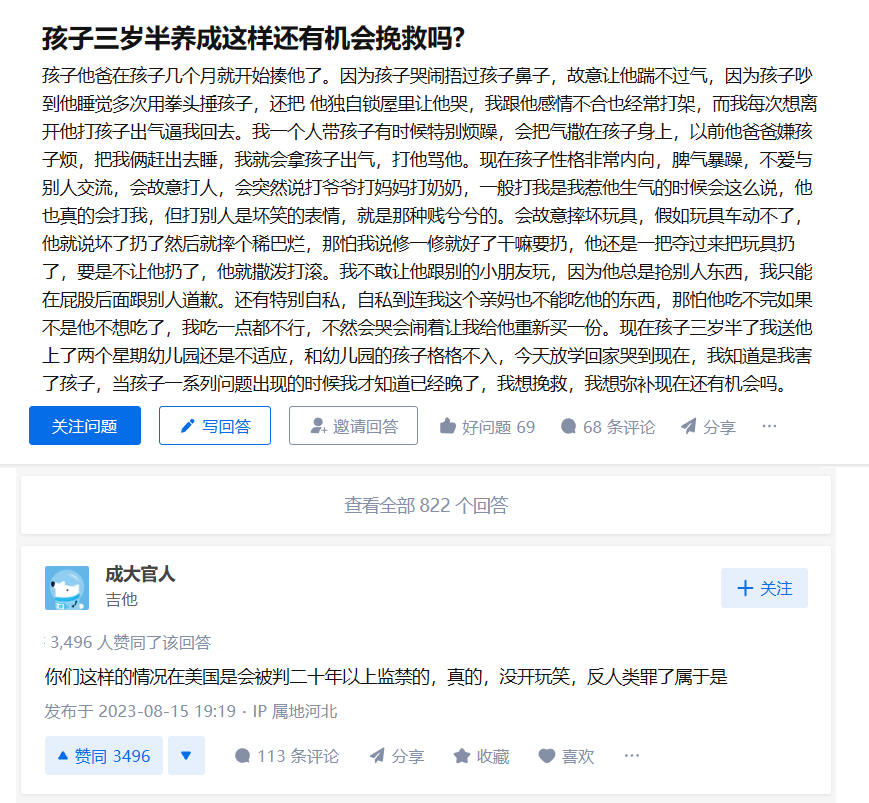 孩子三岁半养成这样还有机会挽救吗?
孩子他爸在孩子几个月就开始揍他了。因为孩子哭闹捂过孩子鼻子，故意让他踹不过气，因为孩子吵
到他睡觉多次用拳头捶孩子，还把 他独自锁屋里让他哭，我跟他感情不合也经常打架，而我每次想离
开他打孩子出气逼我回去。我一个人带孩子有时候特别烦躁，会把气撒在孩子身上，以前他爸爸嫌孩
子烦，把我俩赶出去睡，我就会拿孩子出气，打他骂他。现在孩子性格非常内向，脾气暴躁，不爱与
别人交流，会故意打人，会突然说打爷爷打妈妈打奶奶，一般打我是我惹他生气的时候会这么说，他
也真的会打我，但打别人是坏笑的表情，就是那种贱兮兮的。会故意摔坏玩具，假如玩具车动不了，
他就说坏了扔了然后就摔个稀巴烂，那怕我说修一修就好了干嘛要扔，他还是一把夺过来把玩具扔
了，要是不让他扔了，他就撒泼打滚。我不敢让他跟别的小朋友玩，因为他总是抢别人东西，我只能
在屁股后面跟别人道歉。还有特别自私，自私到连我这个亲妈也不能吃他的东西，那怕他吃不完如果
不是他不想吃了，我吃一点都不行，不然会哭会闹着让我给他重新买一份。现在孩子三岁半了我送他
上了两个星期幼儿园还是不适应，和幼儿园的孩子格格不入，今天放学回家哭到现在，我知道是我害
了孩子，当孩子一系列问题出现的时候我才知道已经晚了，我想挽救，我想弥补现在还有机会吗。
关注问题 写回答 邀请回答 好问题 69 68 条评论 分享 ···
查看全部 822 个回答
成大官人
吉他
+ 关注
3,496 人赞同了该回答
你们这样的情况在美国是会被判二十年以上监禁的，真的，没开玩笑，反人类罪了属于是
发布于 2023-08-15 19:19 · IP 属地河北
赞同 3496 113 条评论 分享 收藏 喜欢 ···